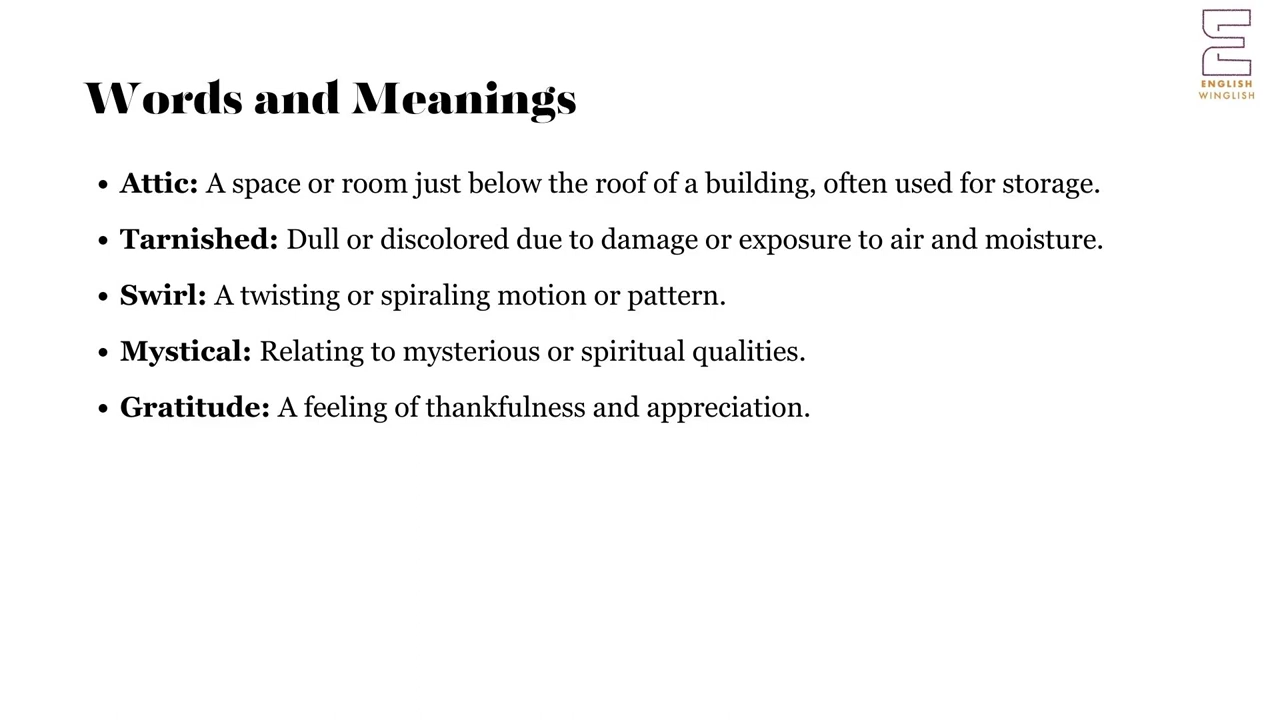 ENGLISH
WINGLISH
Words and Meanings
• Attic: A space or room just below the roof of a building, often used for storage.
• Tarnished: Dull or discolored due to damage or exposure to air and moisture.
• Swirl: A twisting or spiraling motion or pattern.
• Mystical: Relating to mysterious or spiritual qualities.
• Gratitude: A feeling of thankfulness and appreciation.